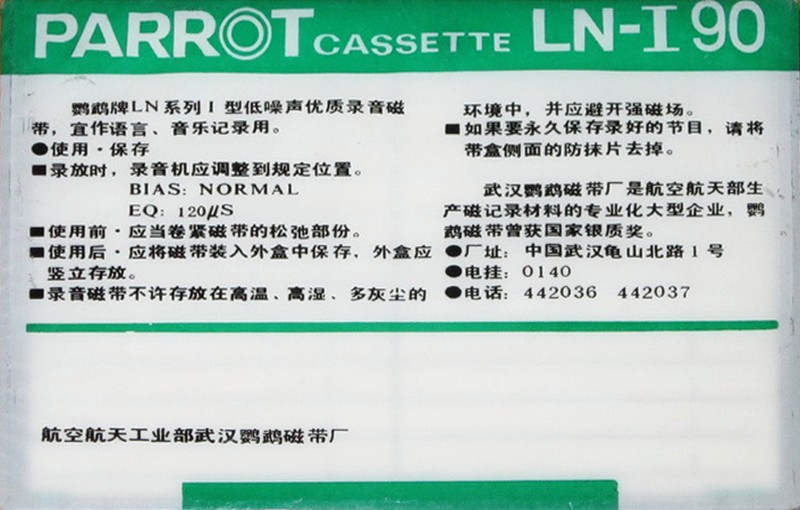 PARROT CASSETTE LN-I 90
鹦鹉牌LN系列I型低噪声优质录音磁
带，宜作语言、音乐记录用。
●使用·保存
■录放时，录音机应调整到规定位置。
BIAS: NORMAL
EQ: 120μS
■使用前·应当卷紧磁带的松弛部份。
■使用后·应将磁带装入外盒中保存，外盒应
竖立存放。
■录音磁带不许存放在高温、高湿、多灰尘的
环境中，并应避开强磁场。
■如果要永久保存录好的节目，请将
带盒侧面的防抹片去掉。
武汉鹦鹉磁带厂是航空航天部生
产磁记录材料的专业化大型企业，鹦
鹉磁带曾获国家银质奖。
●厂址：中国武汉龟山北路1号
●电挂：0140
●电话：442036 442037
航空航天工业部武汉鹦鹉磁带厂